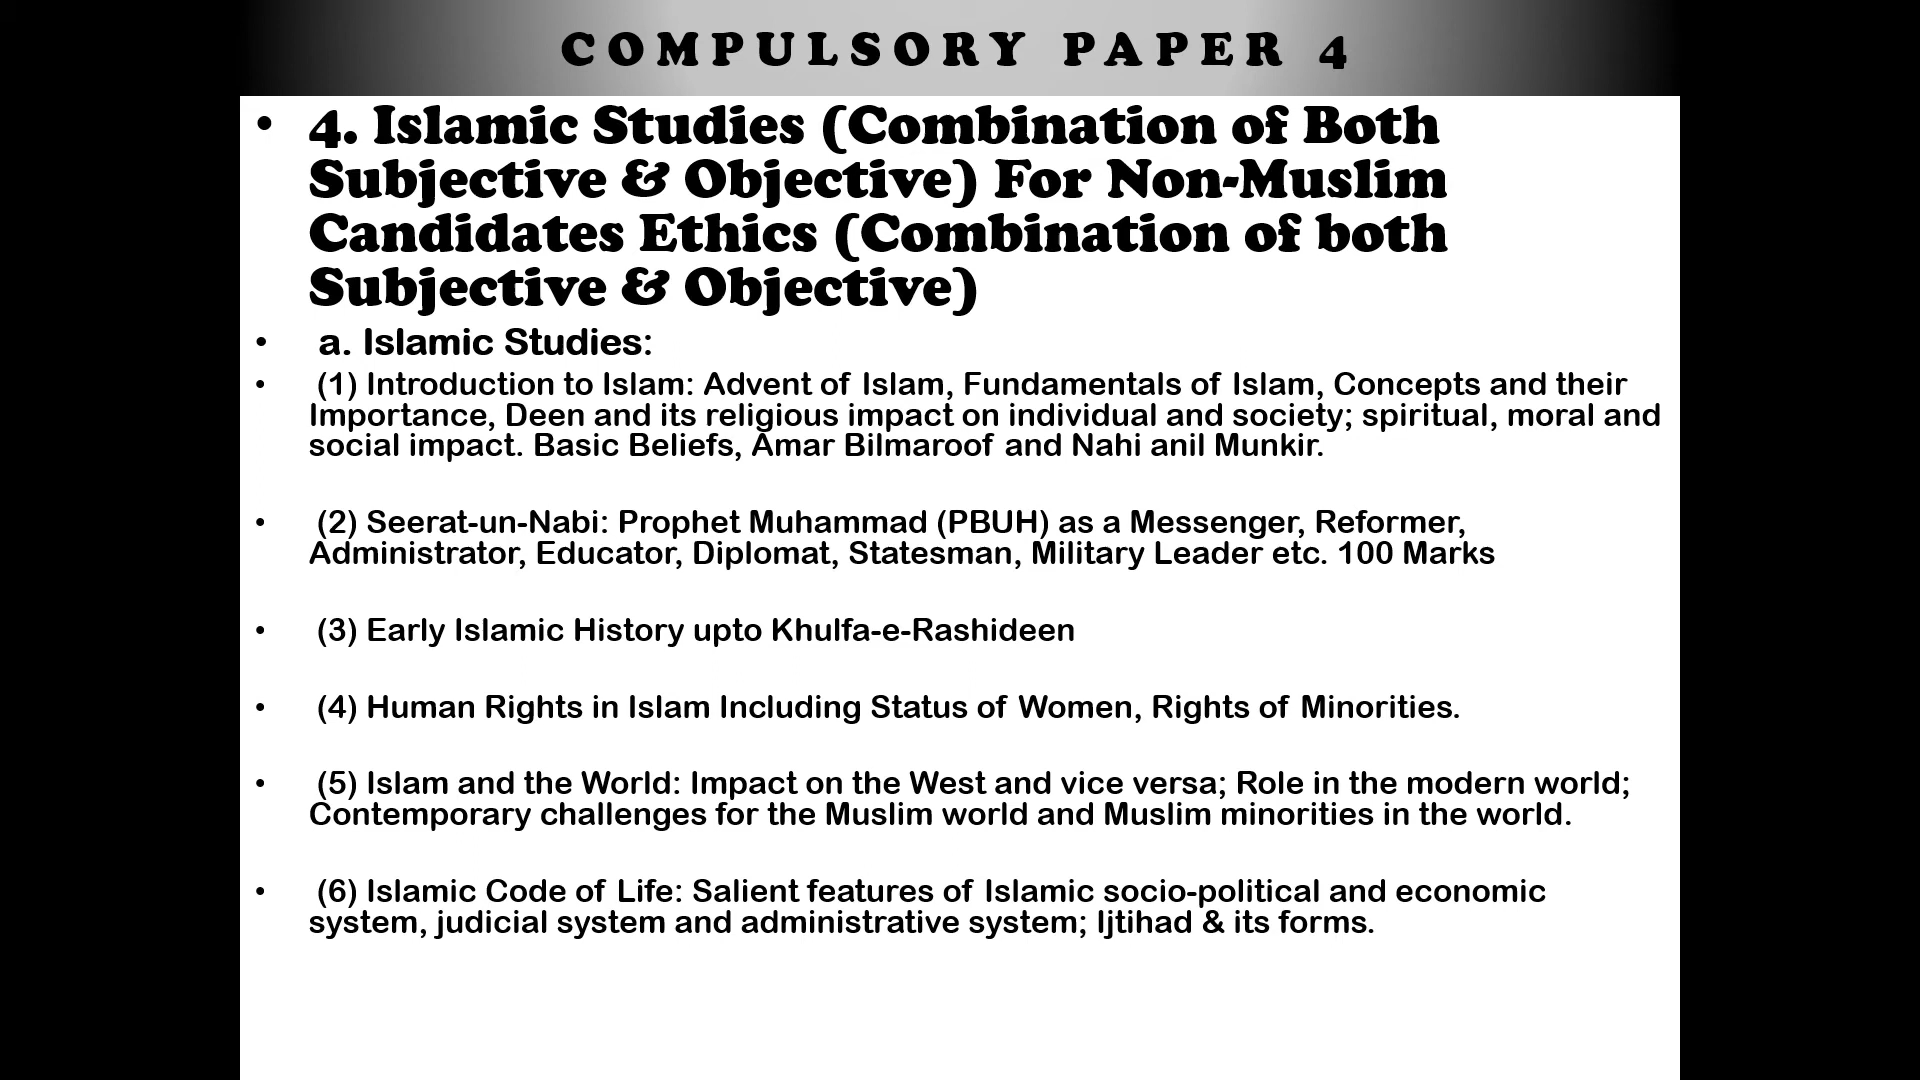 COMPULSORY PAPER 4
• 4. Islamic Studies (Combination of Both
Subjective & Objective) For Non-Muslim
Candidates Ethics (Combination of both
Subjective & Objective)
• a. Islamic Studies:
• (1) Introduction to Islam: Advent of Islam, Fundamentals of Islam, Concepts and their
Importance, Deen and its religious impact on individual and society; spiritual, moral and
social impact. Basic Beliefs, Amar Bilmaroof and Nahi anil Munkir.
• (2) Seerat-un-Nabi: Prophet Muhammad (PBUH) as a Messenger, Reformer,
Administrator, Educator, Diplomat, Statesman, Military Leader etc. 100 Marks
• (3) Early Islamic History upto Khulfa-e-Rashideen
• (4) Human Rights in Islam Including Status of Women, Rights of Minorities.
• (5) Islam and the World: Impact on the West and vice versa; Role in the modern world;
Contemporary challenges for the Muslim world and Muslim minorities in the world.
• (6) Islamic Code of Life: Salient features of Islamic socio-political and economic
system, judicial system and administrative system; Ijtihad & its forms.